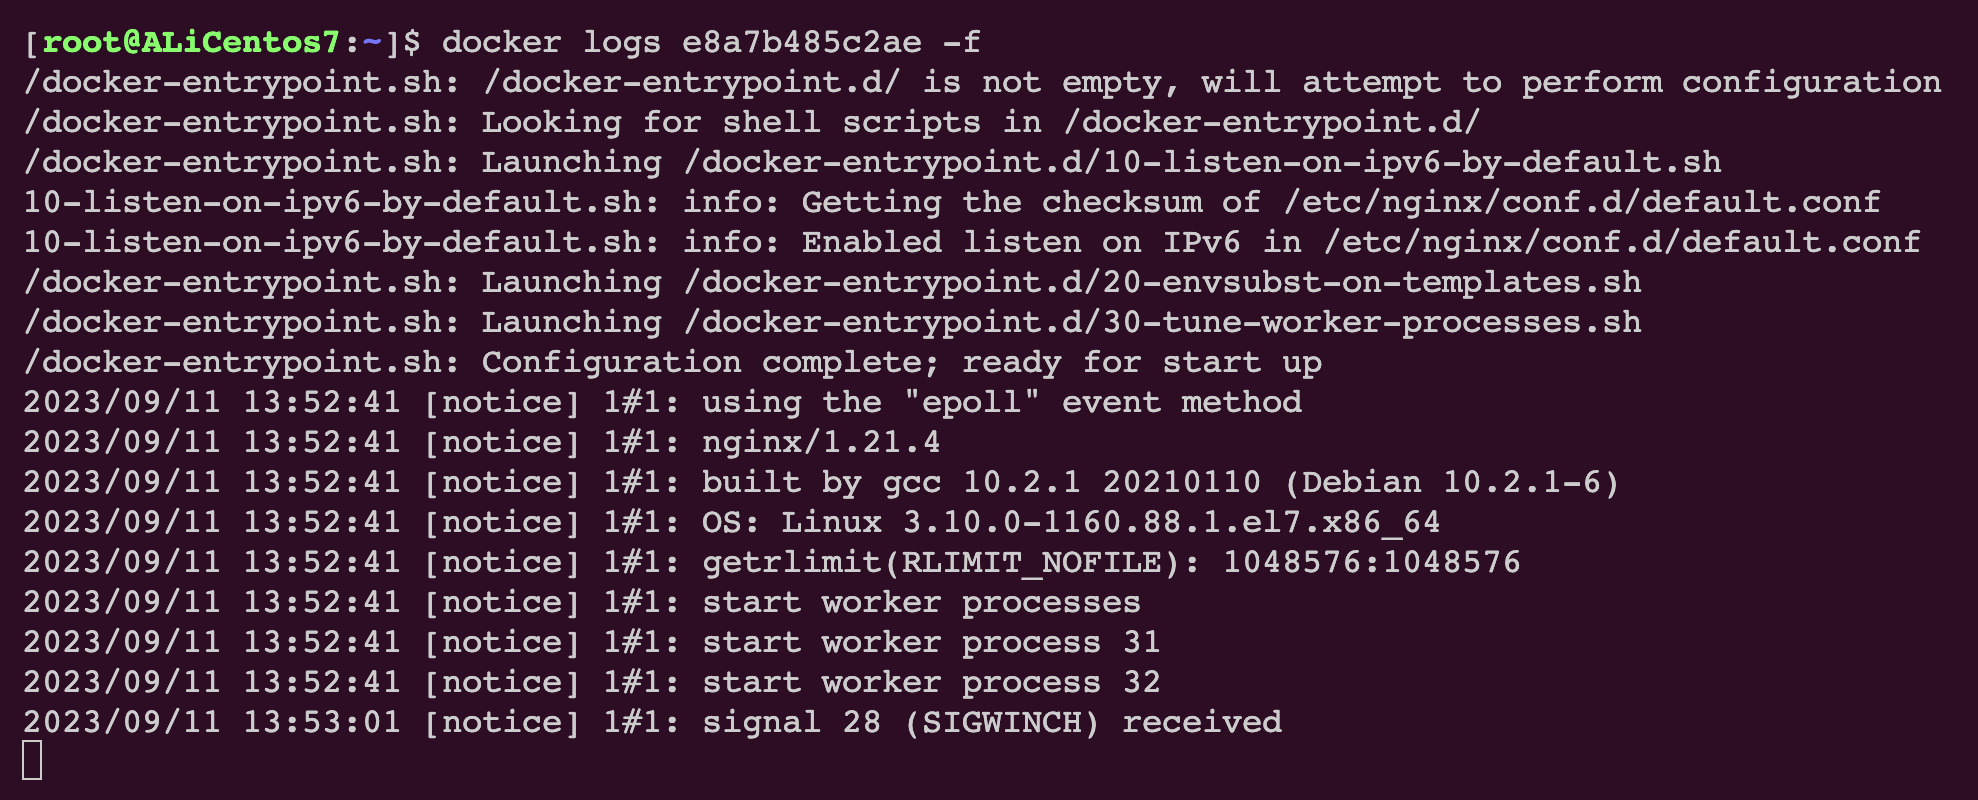 [root@ALiCentos7:~]$ docker logs e8a7b485c2ae -f
/docker-entrypoint.sh: /docker-entrypoint.d/ is not empty, will attempt to perform configuration
/docker-entrypoint.sh: Looking for shell scripts in /docker-entrypoint.d/
/docker-entrypoint.sh: Launching /docker-entrypoint.d/10-listen-on-ipv6-by-default.sh
10-listen-on-ipv6-by-default.sh: info: Getting the checksum of /etc/nginx/conf.d/default.conf
10-listen-on-ipv6-by-default.sh: info: Enabled listen on IPv6 in /etc/nginx/conf.d/default.conf
/docker-entrypoint.sh: Launching /docker-entrypoint.d/20-envsubst-on-templates.sh
/docker-entrypoint.sh: Launching /docker-entrypoint.d/30-tune-worker-processes.sh
/docker-entrypoint.sh: Configuration complete; ready for start up
2023/09/11 13:52:41 [notice] 1#1: using the "epoll" event method
2023/09/11 13:52:41 [notice] 1#1: nginx/1.21.4
2023/09/11 13:52:41 [notice] 1#1: built by gcc 10.2.1 20210110 (Debian 10.2.1-6)
2023/09/11 13:52:41 [notice] 1#1: OS: Linux 3.10.0-1160.88.1.el7.x86_64
2023/09/11 13:52:41 [notice] 1#1: getrlimit(RLIMIT_NOFILE): 1048576:1048576
2023/09/11 13:52:41 [notice] 1#1: start worker processes
2023/09/11 13:52:41 [notice] 1#1: start worker process 31
2023/09/11 13:52:41 [notice] 1#1: start worker process 32
2023/09/11 13:53:01 [notice] 1#1: signal 28 (SIGWINCH) received